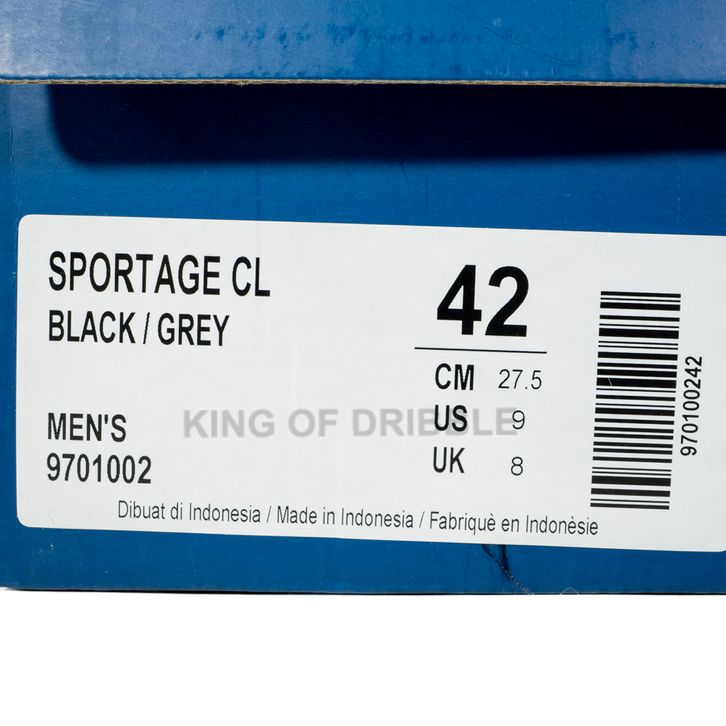 SPORTAGE CL
BLACK / GREY
42
CM 27.5
US 9
UK 8
MEN'S
9701002
KING OF DRIBBLE
Dibuat di Indonesia / Made in Indonesia / Fabriquè en Indonèsie
970100242